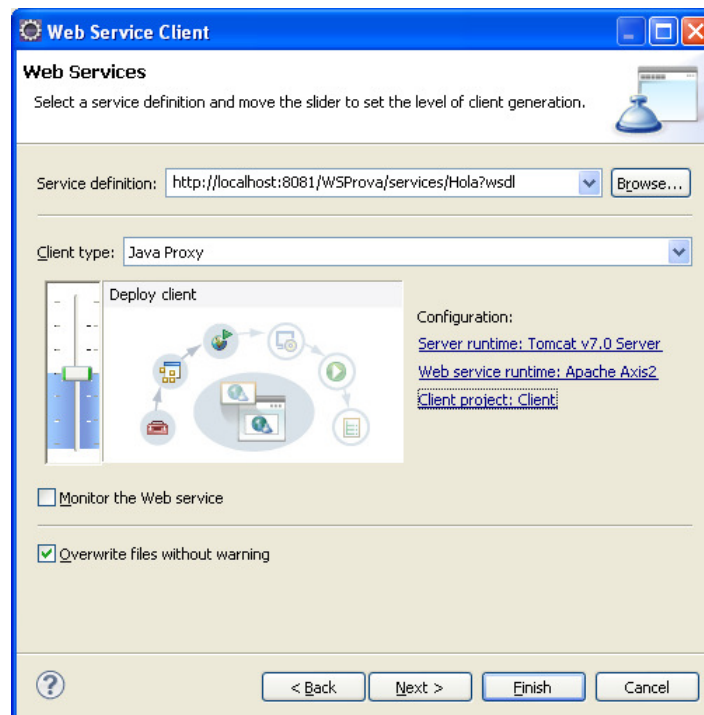 Web Service Client
Web Services
Select a service definition and move the slider to set the level of client generation.
Service definition: http://localhost:8081/WSProva/services/Hola?wsdl Browse...
Client type: Java Proxy
Deploy client
Configuration:
Server runtime: Tomcat v7.0 Server
Web service runtime: Apache Axis2
Client project: Client
Monitor the Web service
Overwrite files without warning
? < Back Next > Finish Cancel